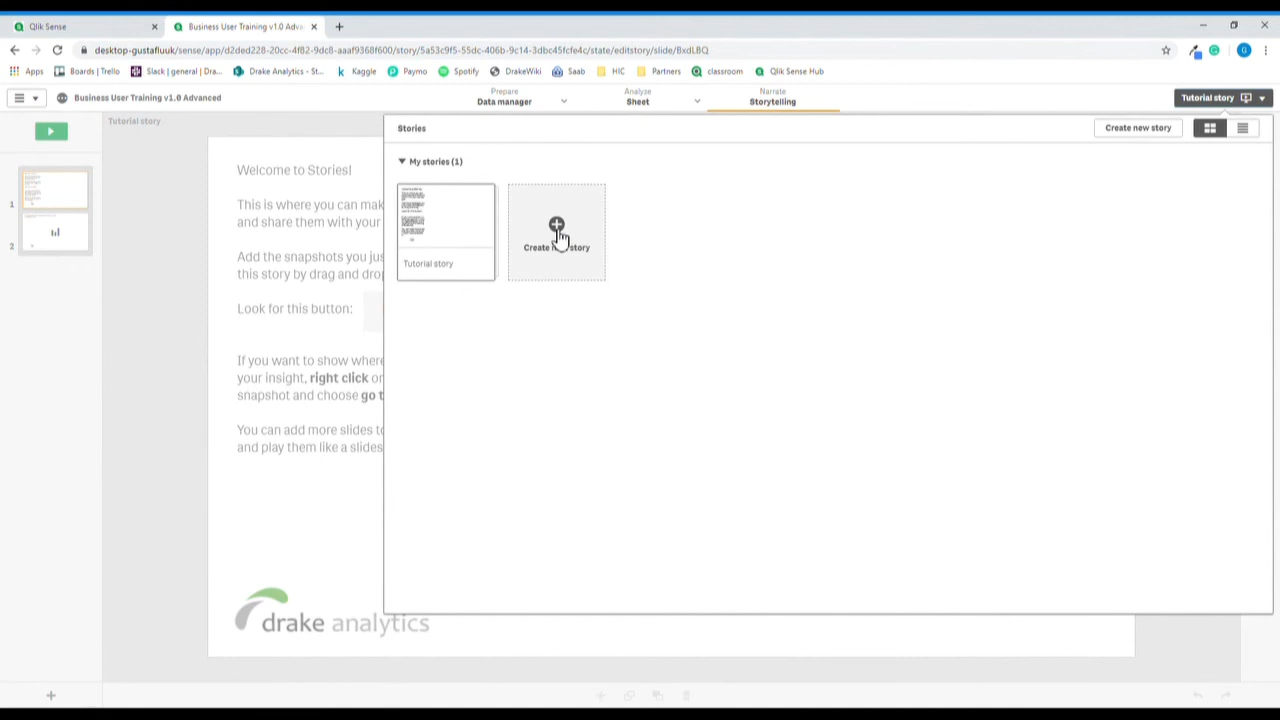 Qlik Sense
Business User Training v1.0 Adva
desktop-gustafluuk/sense/app/d2ded228-20cc-4f82-9dc8-aaaf9368f600/story/5a53c9f5-55dc-406b-9c14-3dbc45fcfe4c/state/editstory/slide/BxdLBQ
G
Apps Boards | Trello Slack | general | Dra... Drake Analytics - St... Kaggle Paymo Spotify DrakeWiki Saab HIC Partners classroom Qlik Sense Hub
Business User Training v1.0 Advanced
Prepare
Data manager
Analyze
Sheet
Narrate
Storytelling
Tutorial story
Tutorial story
Stories
Create new story
My stories (1)
Tutorial story
Create story
1
2
Welcome to Stories!
This is where you can mak
and share them with your
Add the snapshots you jus
this story by drag and drop
Look for this button:
If you want to show where
your insight, right click or
snapshot and choose go t
You can add more slides to
and play them like a slides
drake analytics